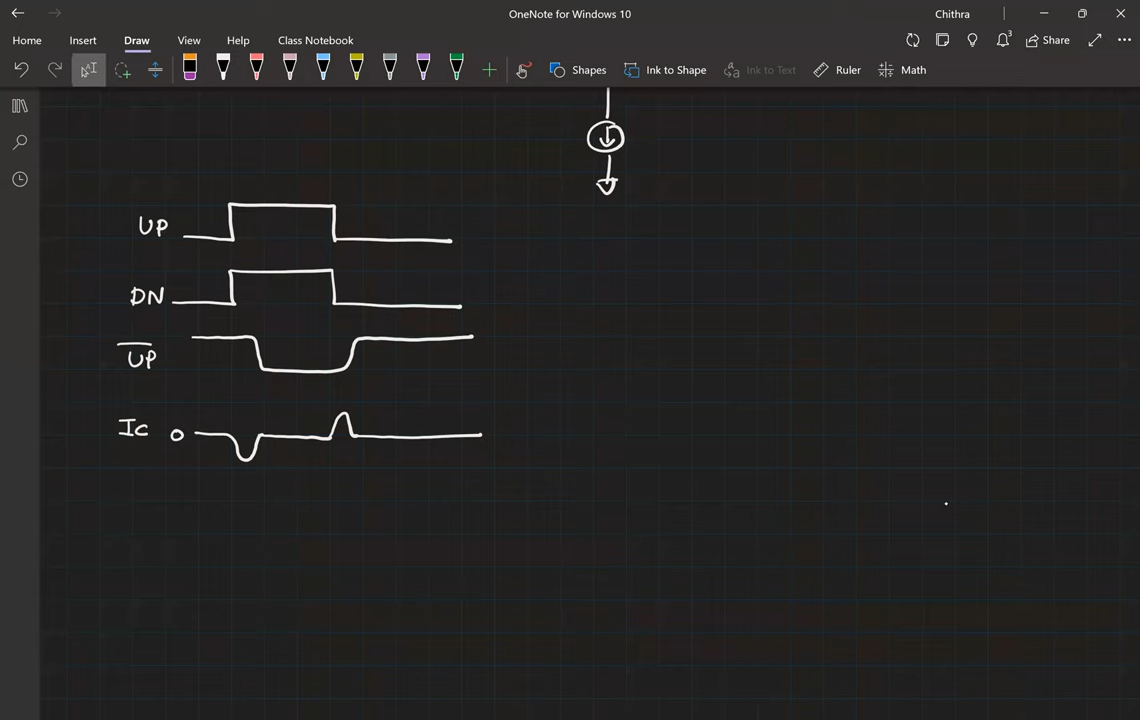 OneNote for Windows 10
Chithra
Home Insert Draw View Help Class Notebook
3 Share
Shapes Ink to Shape Ink to Text Ruler Math
UP
DN
U̅P̅
Ic 0